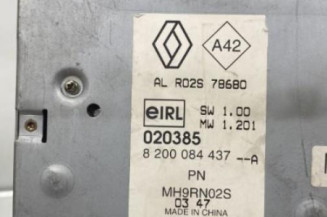 A42
AL R02S 78680
eIRL SW 1.00
MW 1.201
020385
8 200 084 437 --A
PN
MH9RN02S
03 47
MADE IN CHINA